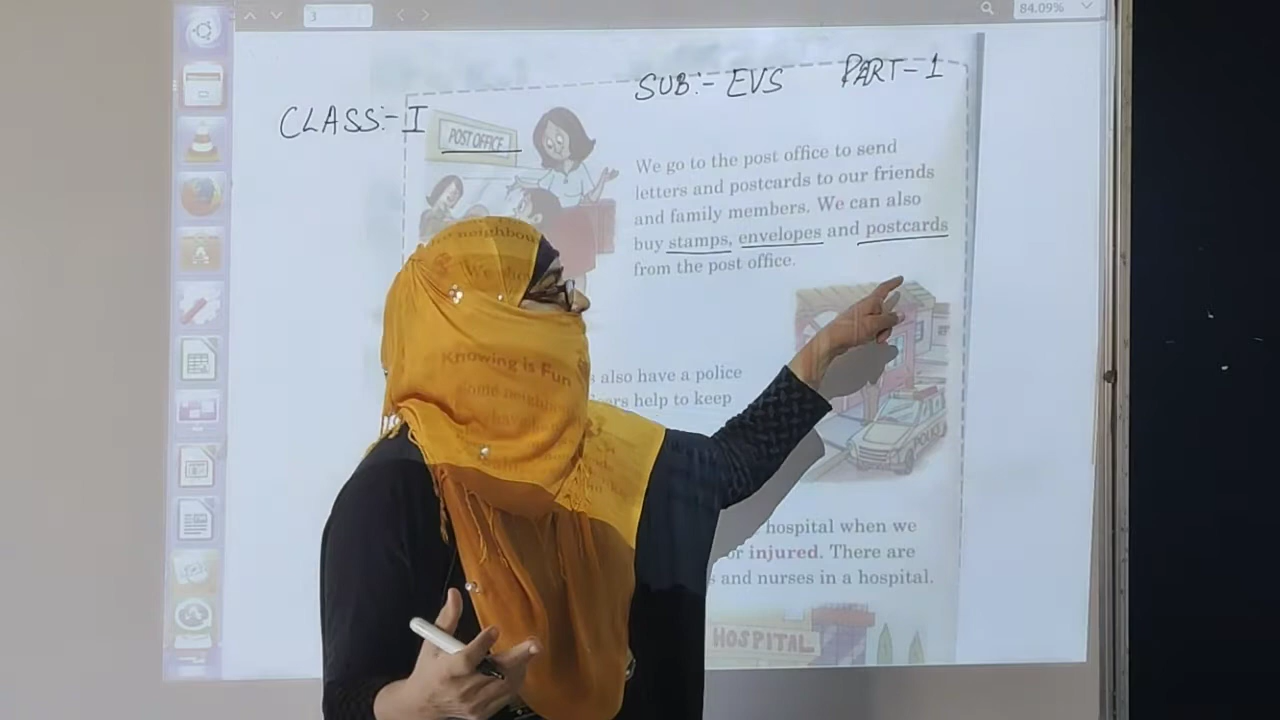 3
84.09%
SUB:- EVS PART-1
CLASS:- I
POST OFFICE
We go to the post office to send
letters and postcards to our friends
and family members. We can also
buy stamps, envelopes and postcards
from the post office.
Knowing is Fun
also have a police
help to keep
POLICE
hospital when we
or injured. There are
and nurses in a hospital.
HOSPITAL